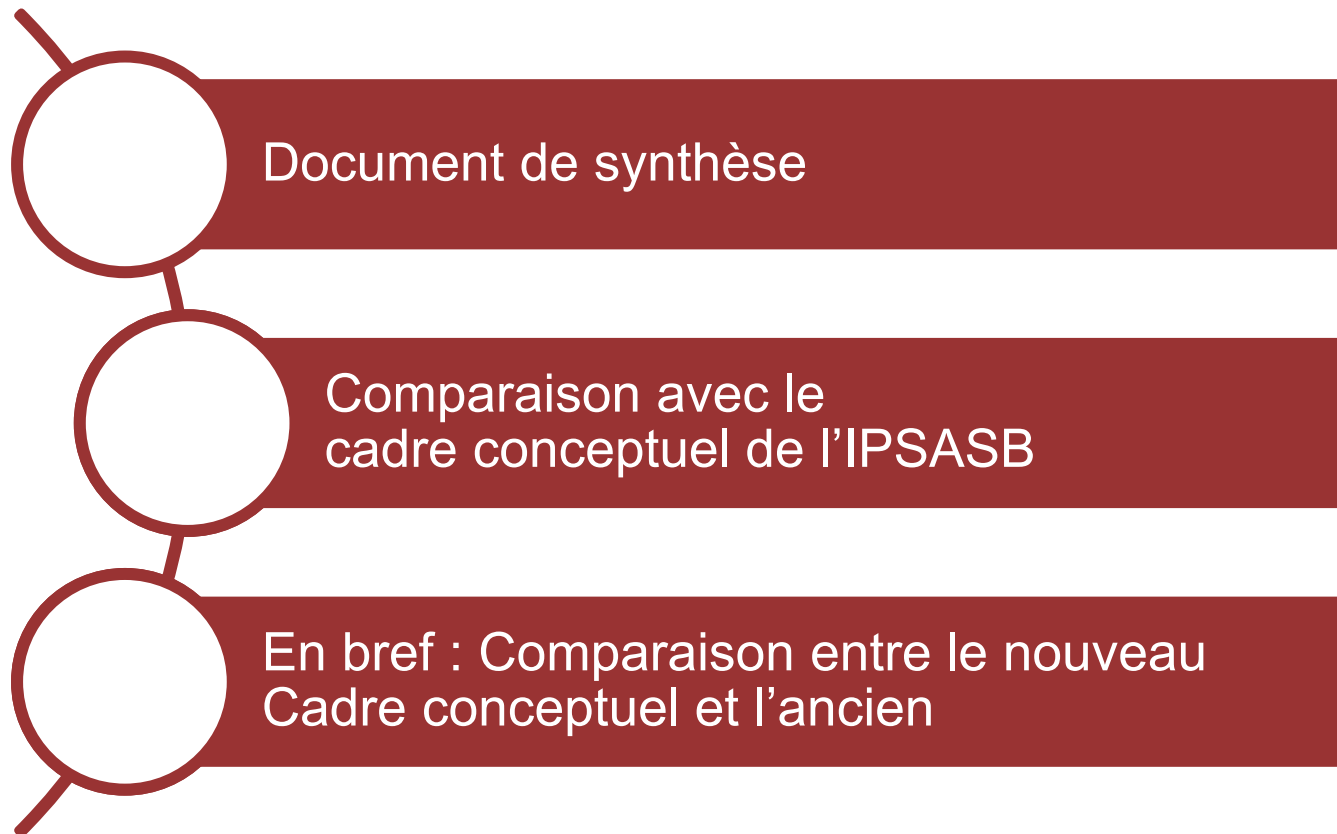 Document de synthèse
Comparaison avec le
cadre conceptuel de l’IPSASB
En bref : Comparaison entre le nouveau
Cadre conceptuel et l’ancien